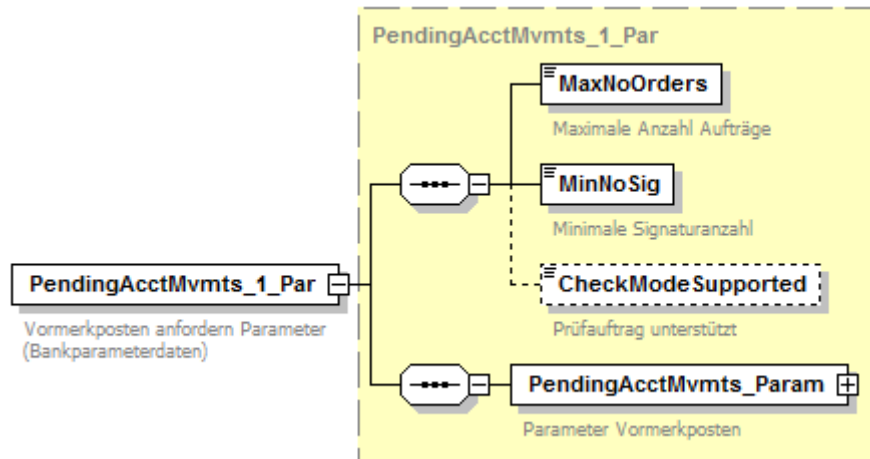 PendingAcctMvmts_1_Par
MaxNoOrders
Maximale Anzahl Aufträge
MinNoSig
Minimale Signaturanzahl
CheckModeSupported
Prüfauftrag unterstützt
PendingAcctMvmts_1_Par
Vormerkposten anfordern Parameter
(Bankparameterdaten)
PendingAcctMvmts_Param
Parameter Vormerkposten